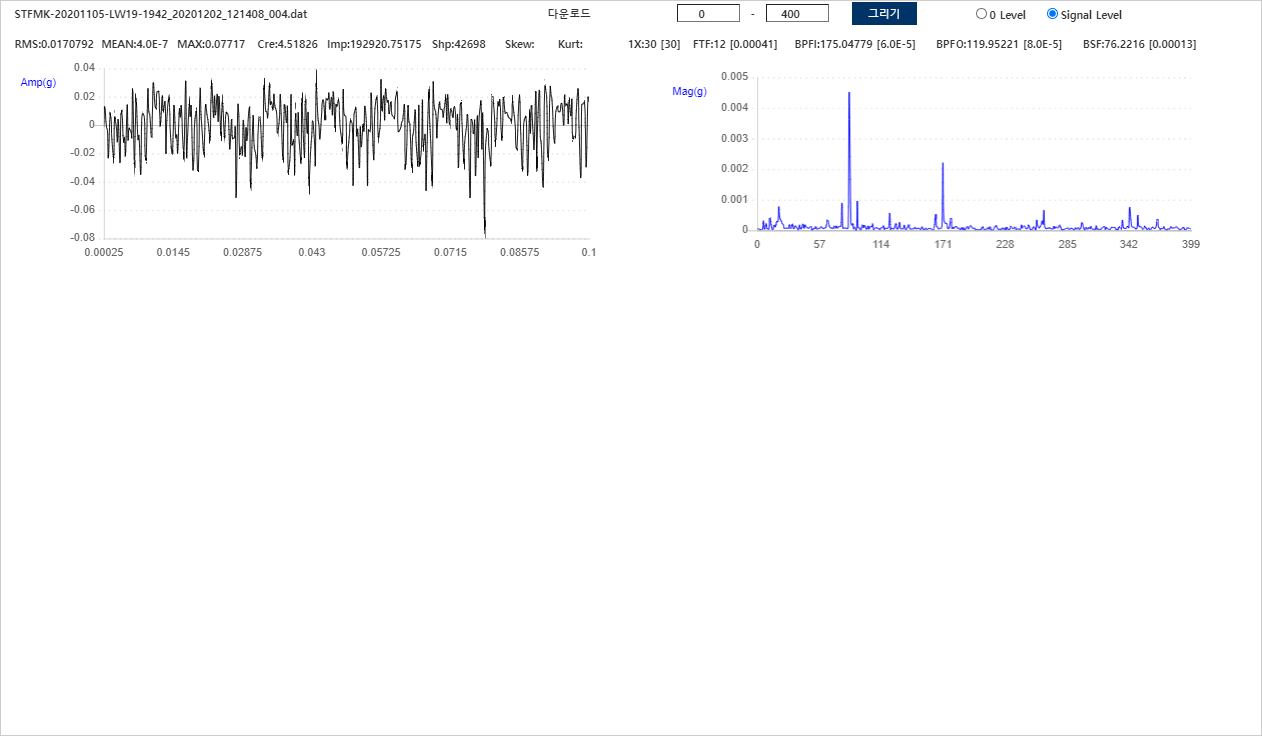 STFMK-20201105-LW19-1942_20201202_121408_004.dat 다운로드 0 - 400 그리기 0 Level Signal Level
RMS:0.0170792 MEAN:4.0E-7 MAX:0.07717 Cre:4.51826 Imp:192920.75175 Shp:42698 Skew: Kurt: 1X:30 [30] FTF:12 [0.00041] BPFI:175.04779 [6.0E-5] BPFO:119.95221 [8.0E-5] BSF:76.2216 [0.00013]
Amp(g)
0.04
0.02
0
-0.02
-0.04
-0.06
-0.08
0.00025 0.0145 0.02875 0.043 0.05725 0.0715 0.08575 0.1
Mag(g)
0.005
0.004
0.003
0.002
0.001
0
0 57 114 171 228 285 342 399